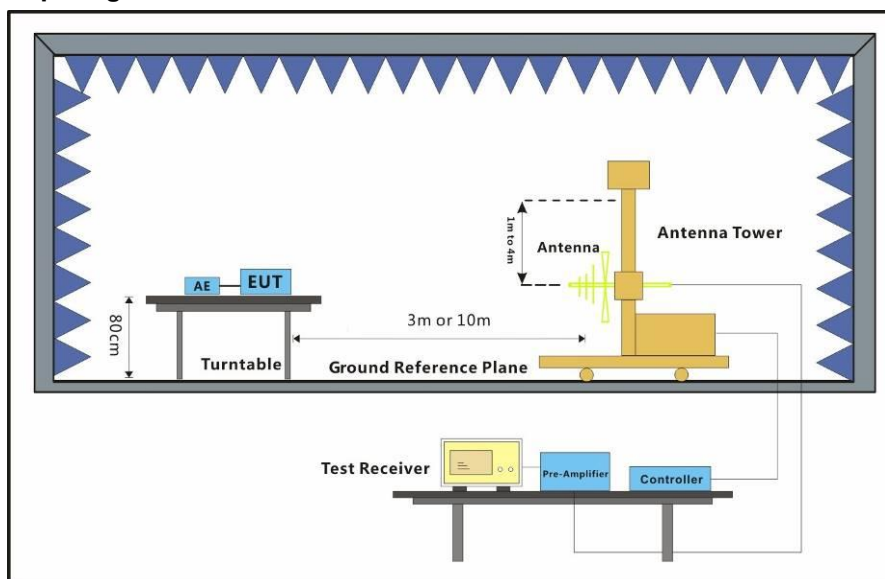 1m to 4m
Antenna
Antenna Tower
AE
EUT
80cm
3m or 10m
Turntable
Ground Reference Plane
Test Receiver
Pre-Amplifier
Controller